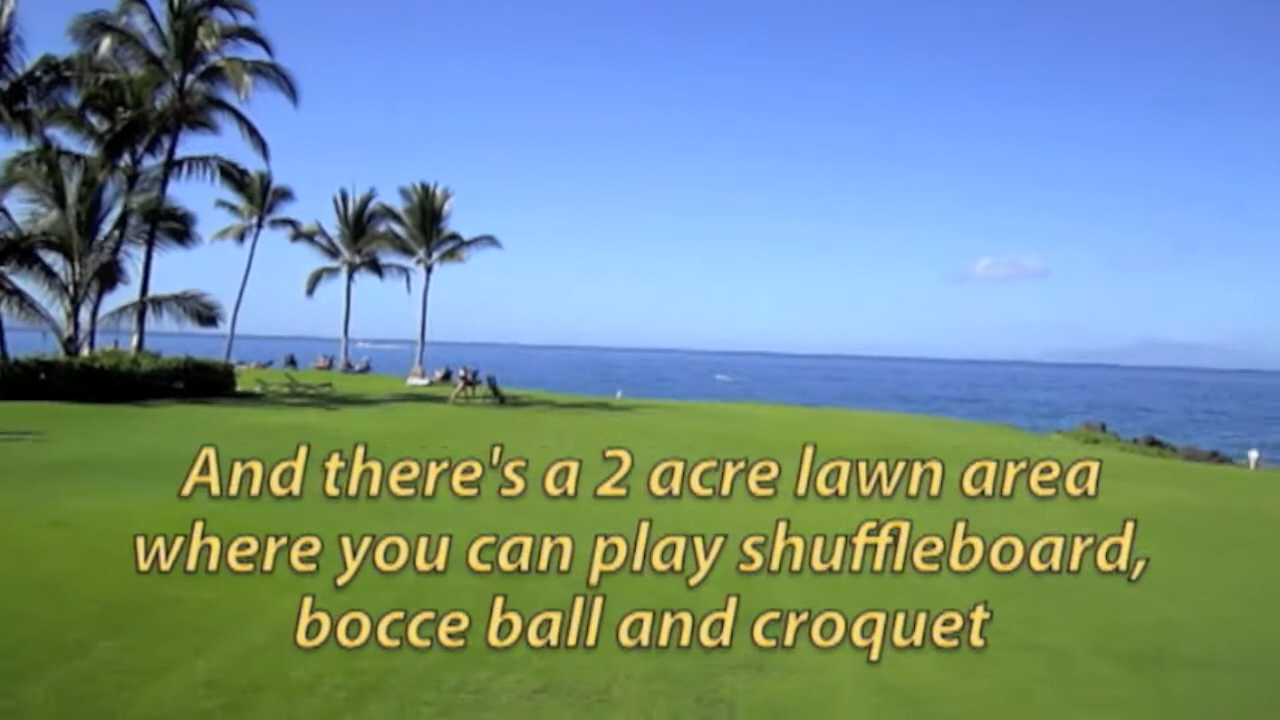 And there's a 2 acre lawn area
where you can play shuffleboard,
bocce ball and croquet